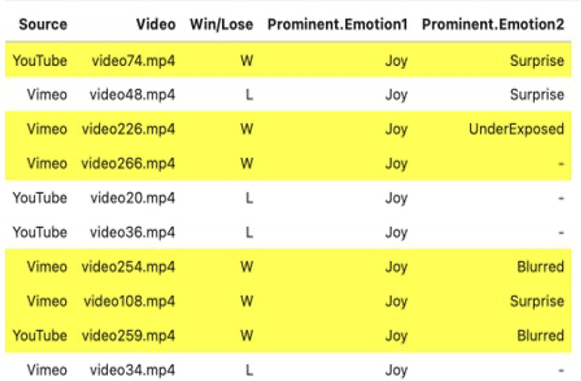 Source Video Win/Lose Prominent.Emotion1 Prominent.Emotion2
YouTube video74.mp4 W Joy Surprise
Vimeo video48.mp4 L Joy Surprise
Vimeo video226.mp4 W Joy UnderExposed
Vimeo video266.mp4 W Joy -
YouTube video20.mp4 L Joy -
YouTube video36.mp4 L Joy -
Vimeo video254.mp4 W Joy Blurred
Vimeo video108.mp4 W Joy Surprise
YouTube video259.mp4 W Joy Blurred
Vimeo video34.mp4 L Joy -